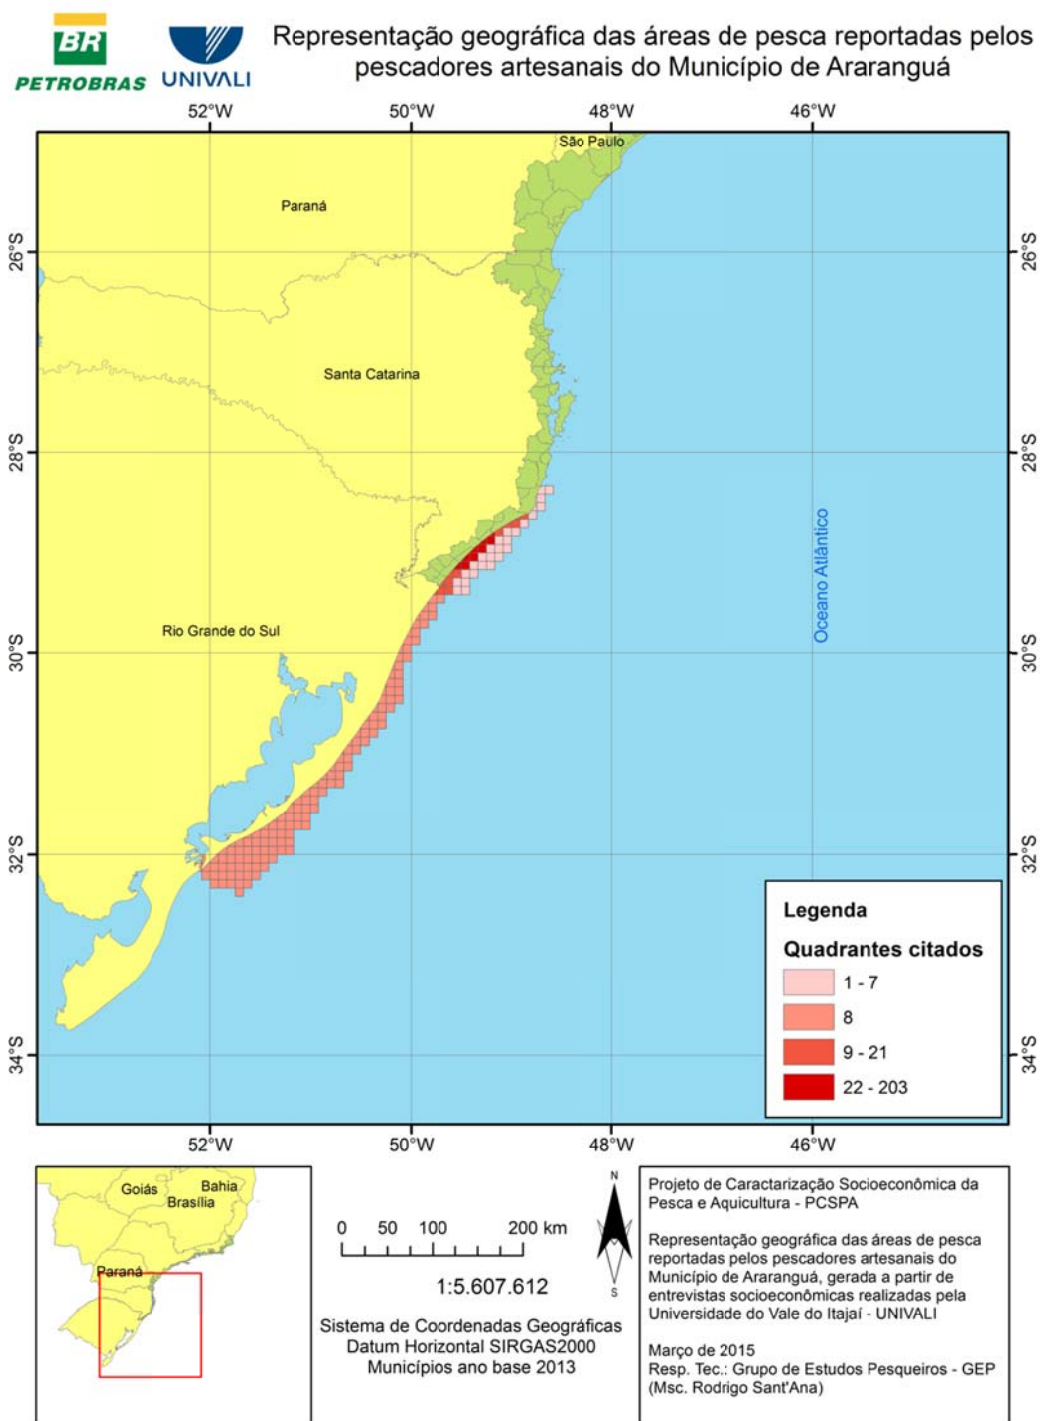 BR
PETROBRAS
UNIVALI
Representação geográfica das áreas de pesca reportadas pelos
pescadores artesanais do Município de Araranguá
52°W 50°W 48°W 46°W
São Paulo
Paraná
26°S 26°S
Santa Catarina
28°S 28°S
Oceano Atlântico
Rio Grande do Sul
30°S 30°S
32°S 32°S
Legenda
Quadrantes citados
1 - 7
8
9 - 21
22 - 203
34°S 34°S
52°W 50°W 48°W 46°W
Goiás
Bahia
Brasília
Paraná
0 50 100 200 km
1:5.607.612
Sistema de Coordenadas Geográficas
Datum Horizontal SIRGAS2000
Municípios ano base 2013
N
S
Projeto de Caractarização Socioeconômica da
Pesca e Aquicultura - PCSPA
Representação geográfica das áreas de pesca
reportadas pelos pescadores artesanais do
Município de Araranguá, gerada a partir de
entrevistas socioeconômicas realizadas pela
Universidade do Vale do Itajaí - UNIVALI
Março de 2015
Resp. Tec.: Grupo de Estudos Pesqueiros - GEP
(Msc. Rodrigo Sant'Ana)